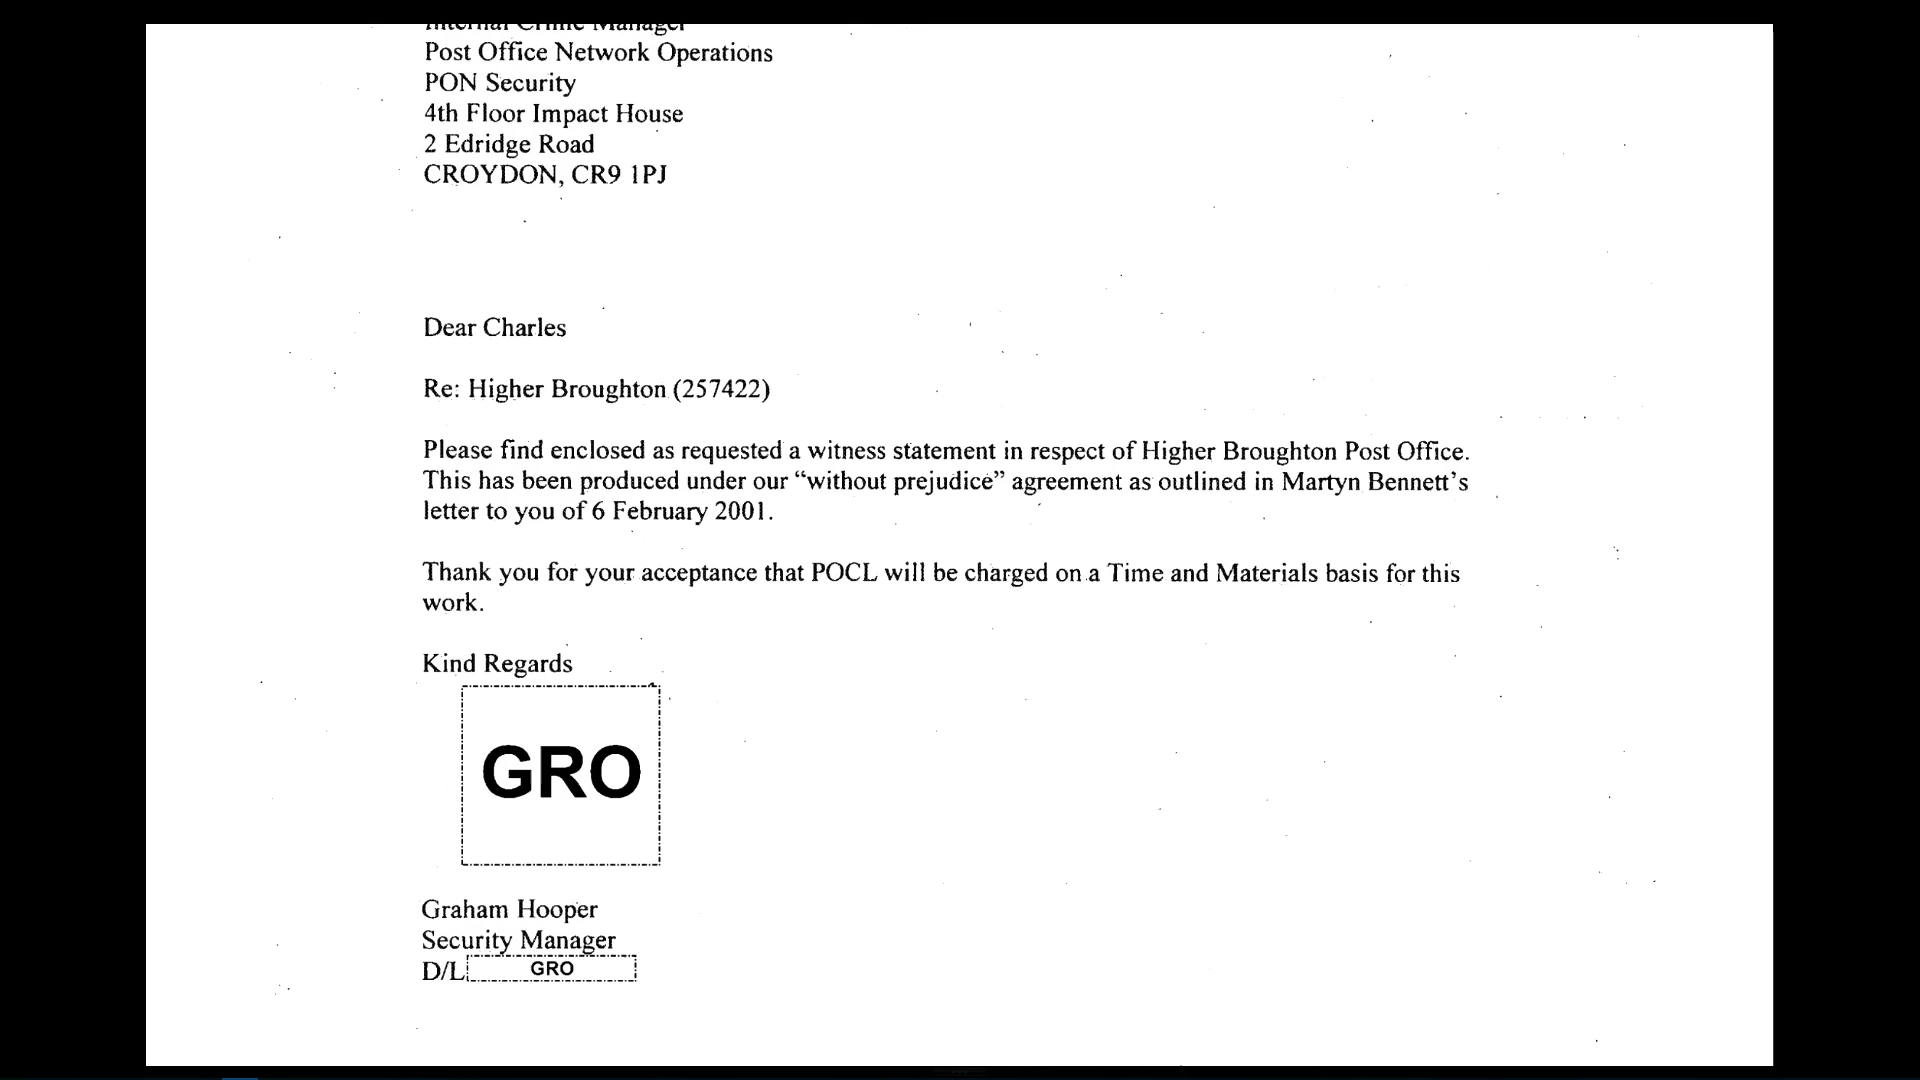 Internal Crime Manager
Post Office Network Operations
PON Security
4th Floor Impact House
2 Edridge Road
CROYDON, CR9 1PJ
Dear Charles
Re: Higher Broughton (257422)
Please find enclosed as requested a witness statement in respect of Higher Broughton Post Office.
This has been produced under our “without prejudice” agreement as outlined in Martyn Bennett’s
letter to you of 6 February 2001.
Thank you for your acceptance that POCL will be charged on a Time and Materials basis for this
work.
Kind Regards
GRO
Graham Hooper
Security Manager
D/L GRO